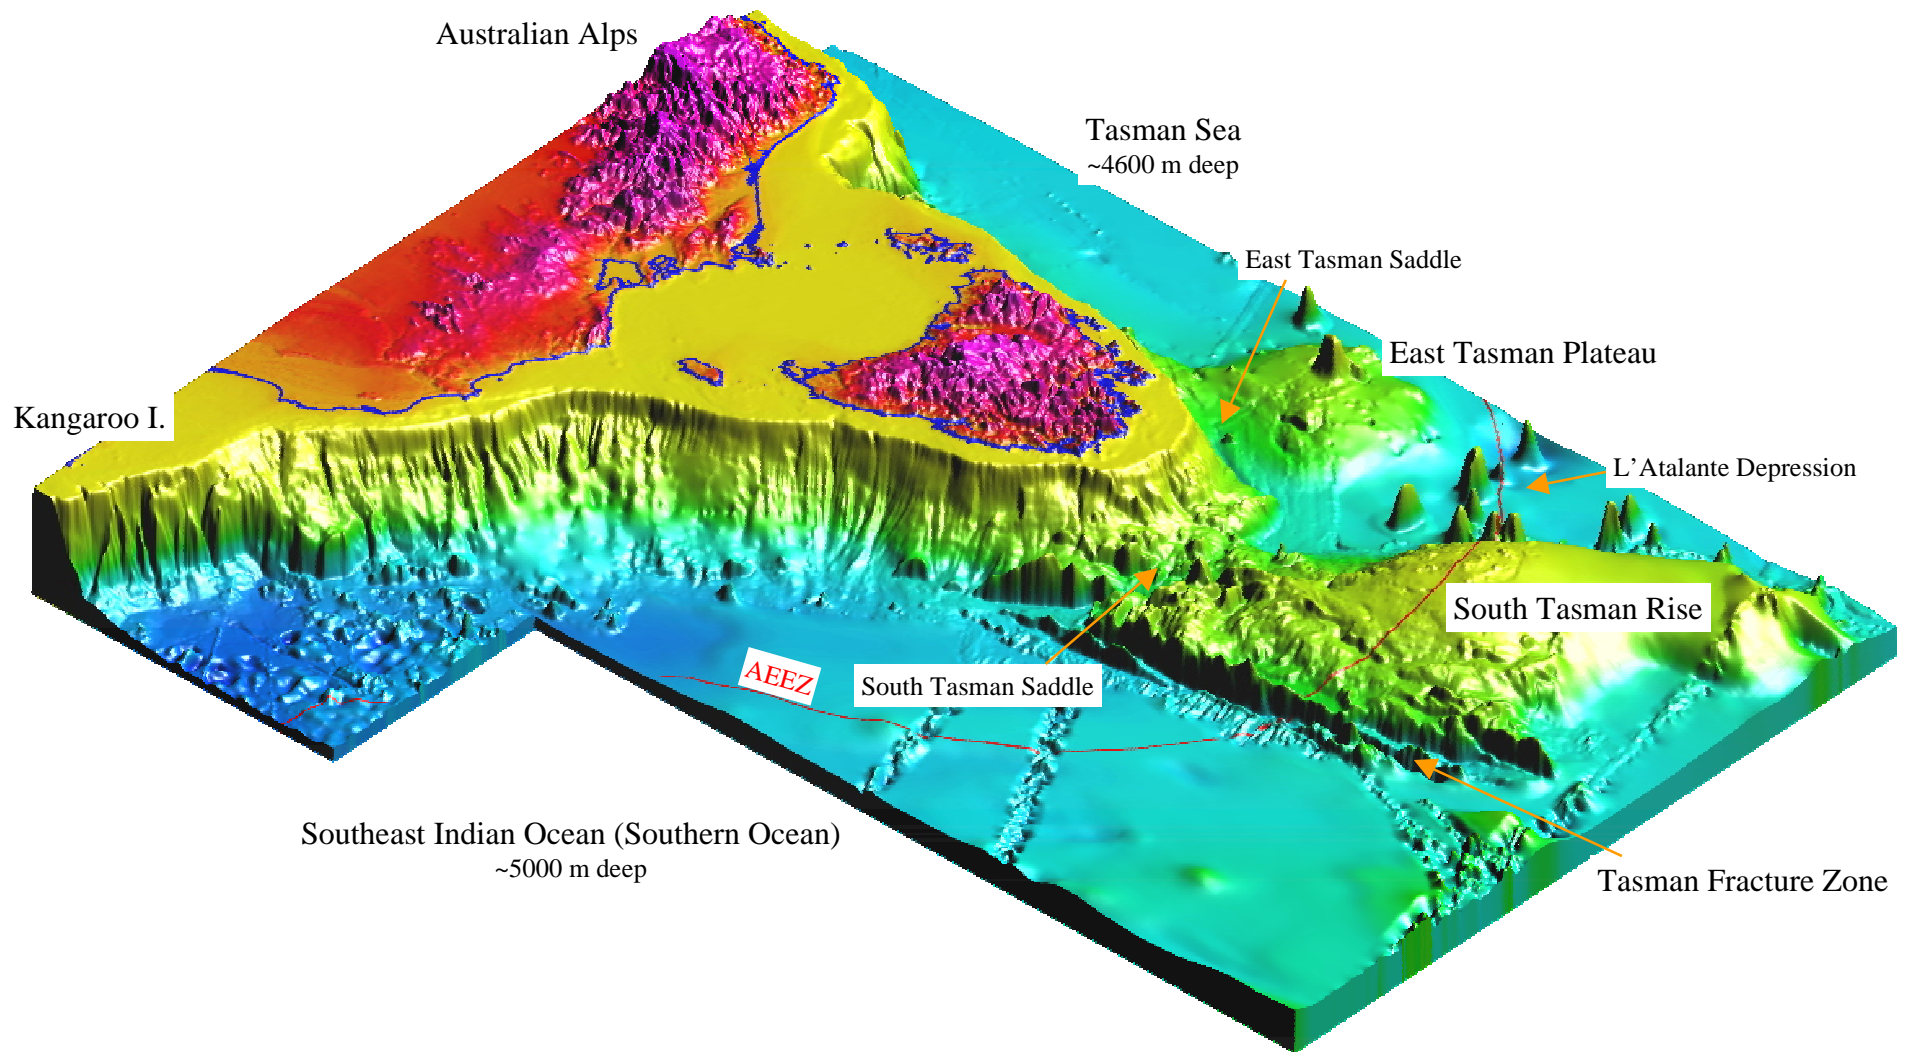 Australian Alps
Tasman Sea
~4600 m deep
East Tasman Saddle
East Tasman Plateau
Kangaroo I.
L’Atalante Depression
South Tasman Rise
AEEZ
South Tasman Saddle
Southeast Indian Ocean (Southern Ocean)
~5000 m deep
Tasman Fracture Zone